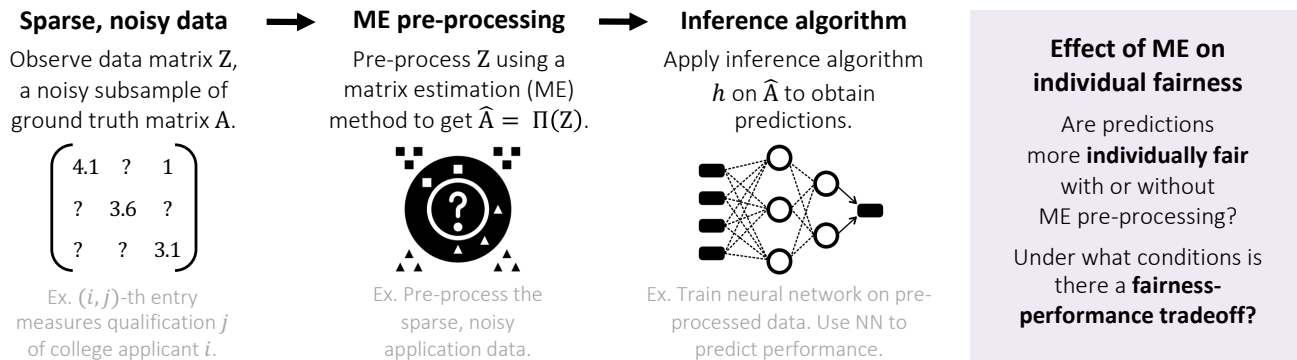 Sparse, noisy data
Observe data matrix Z,
a noisy subsample of
ground truth matrix A.
4.1 ? 1
? 3.6 ?
? ? 3.1
Ex. (i, j)-th entry
measures qualification j
of college applicant i.
ME pre-processing
Pre-process Z using a
matrix estimation (ME)
method to get Â = Π(Z).
?
Ex. Pre-process the
sparse, noisy
application data.
Inference algorithm
Apply inference algorithm
h on Â to obtain
predictions.
Ex. Train neural network on pre-
processed data. Use NN to
predict performance.
Effect of ME on
individual fairness
Are predictions
more individually fair
with or without
ME pre-processing?
Under what conditions is
there a fairness-
performance tradeoff?